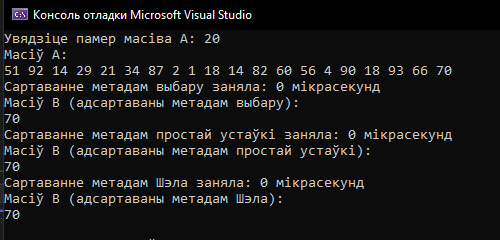 Консоль отладки Microsoft Visual Studio
Увядзіце памер масіва A: 20
Масіў A:
51 92 14 29 21 34 87 2 1 18 14 82 60 56 4 90 18 93 66 70
Сартаванне метадам выбару заняла: 0 мікрасекунд
Масіў B (адсартаваны метадам выбару):
70
Сартаванне метадам простай устаўкі заняла: 0 мікрасекунд
Масіў B (адсартаваны метадам простай устаўкі):
70
Сартаванне метадам Шэла заняла: 0 мікрасекунд
Масіў B (адсартаваны метадам Шэла):
70